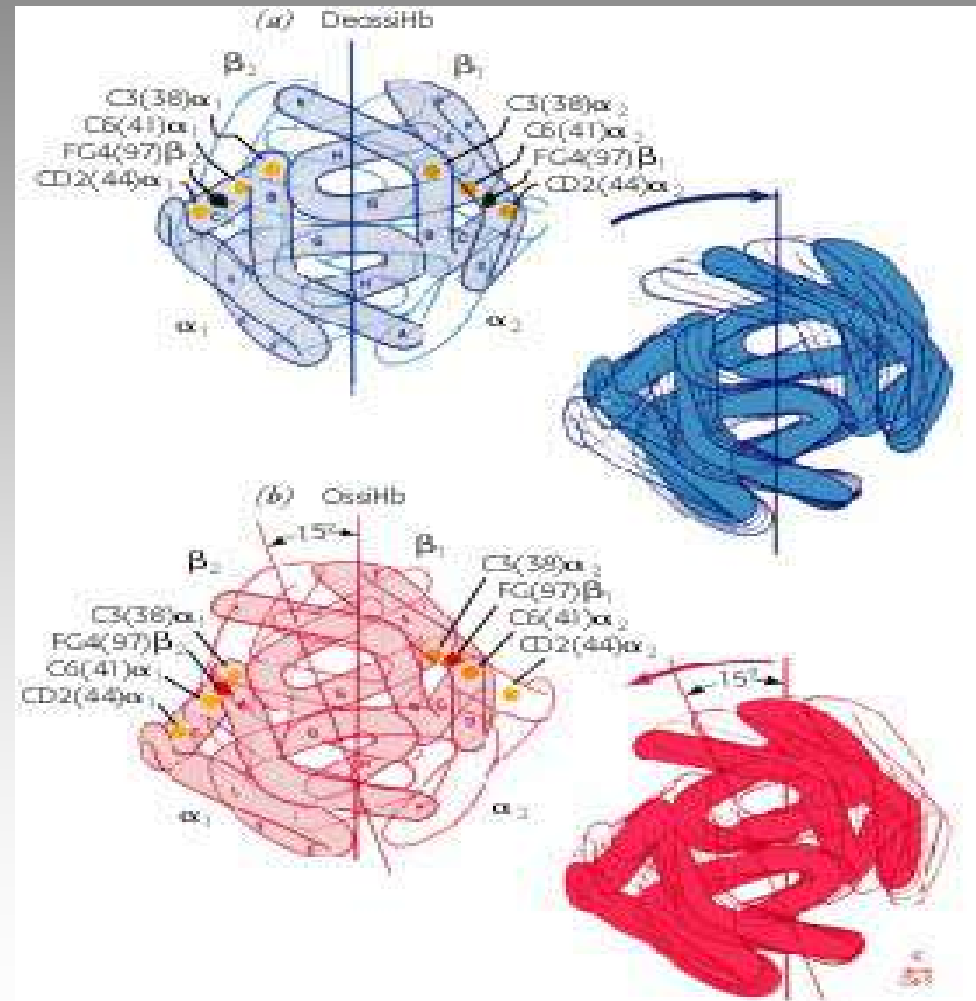 (a) DeossiHb
β₂
β₁
C3(38)α₁
C6(41)α₁
FG4(97)β₂
CD2(44)α₁
C3(38)α₂
C6(41)α₂
FG4(97)β₁
CD2(44)α₂
α₁
α₂
(b) OssiHb
15°
β₂
β₁
C3(38)α₁
FG4(97)β₂
C6(41)α₁
CD2(44)α₁
C3(38)α₂
FG(97)β₁
C6(41)α₂
CD2(44)α₂
α₁
α₂
15°